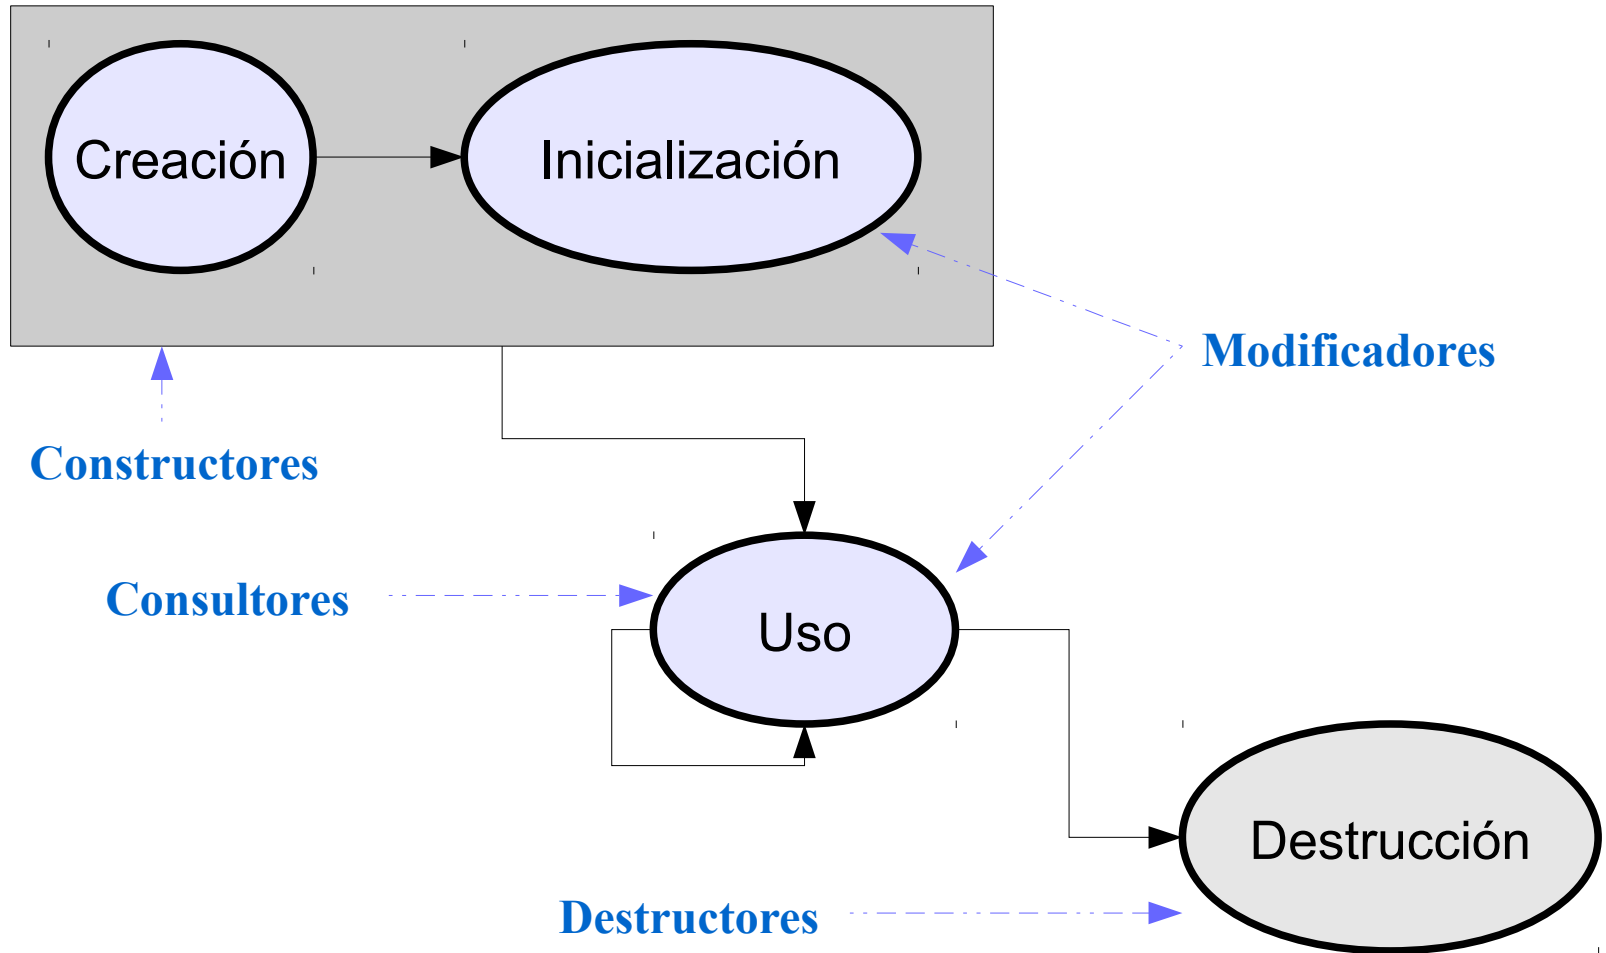 Creación
Inicialización
Modificadores
Constructores
Consultores
Uso
Destrucción
Destructores